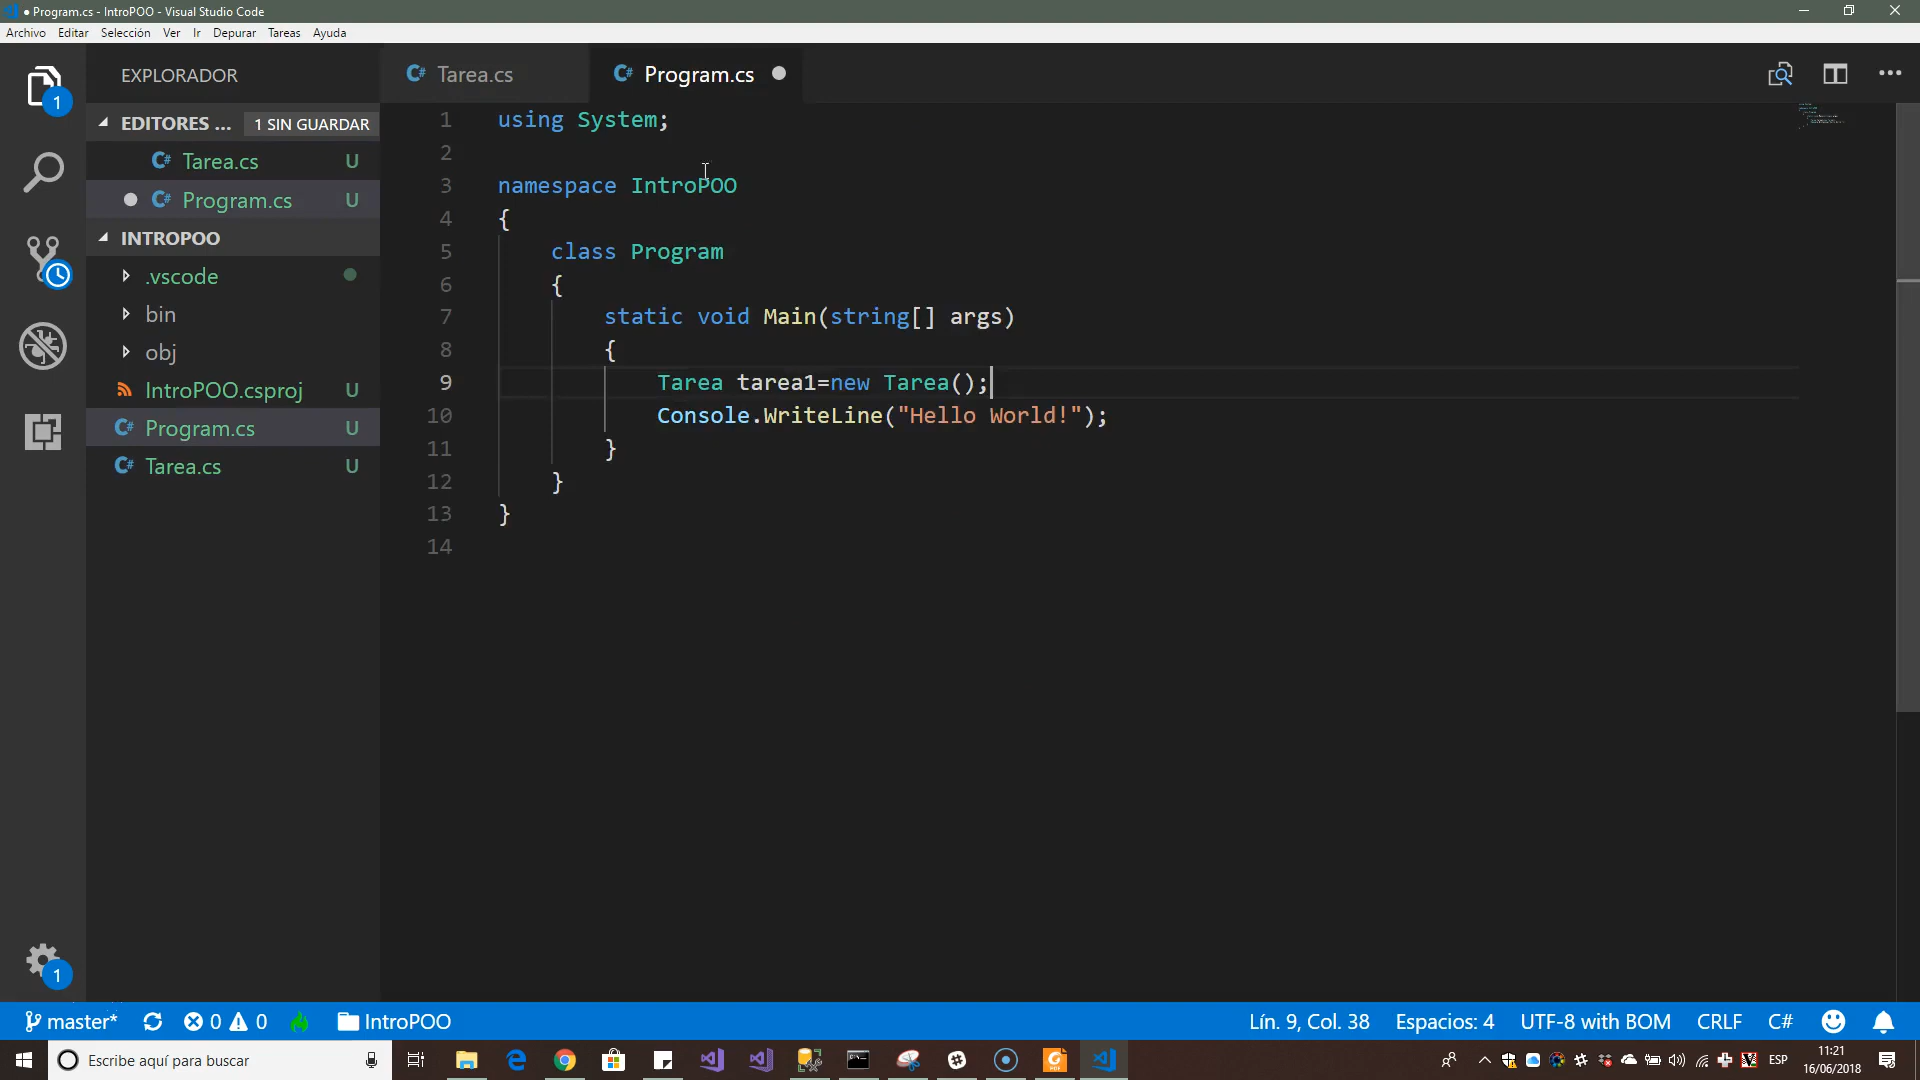 ● Program.cs - IntroPOO - Visual Studio Code
Archivo Editar Selección Ver Ir Depurar Tareas Ayuda
EXPLORADOR
EDITORES ... 1 SIN GUARDAR
Tarea.cs U
Program.cs U
INTROPOO
.vscode
bin
obj
IntroPOO.csproj U
Program.cs U
Tarea.cs U
1
1
Tarea.cs Program.cs
1 using System;
2
3 namespace IntroPOO
4 {
5 class Program
6 {
7 static void Main(string[] args)
8 {
9 Tarea tarea1=new Tarea();
10 Console.WriteLine("Hello World!");
11 }
12 }
13 }
14
master* 0 0 IntroPOO Lín. 9, Col. 38 Espacios: 4 UTF-8 with BOM CRLF C#
Escribe aquí para buscar
ESP
11:21
16/06/2018